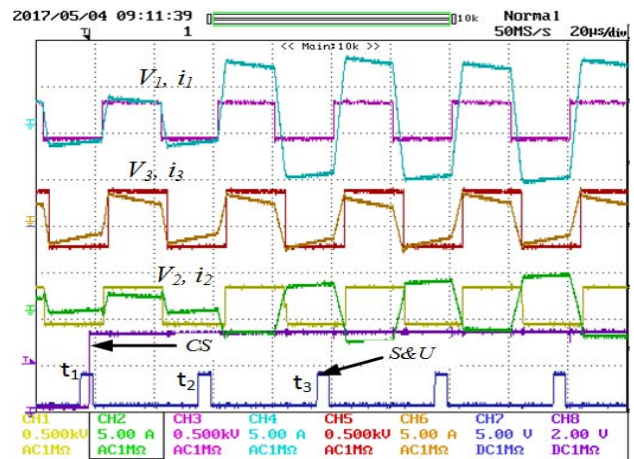 2017/05/04 09:11:39 10k Normal
1 50MS/s 20µs/div
<< Main:10k >>
V1, i1
V3, i3
V2, i2
CS
S&U
t1 t2 t3
CH1 CH2 CH3 CH4 CH5 CH6 CH7 CH8
0.500kV 5.00 A 0.500kV 5.00 A 0.500kV 5.00 A 5.00 V 2.00 V
AC1MΩ AC1MΩ AC1MΩ AC1MΩ AC1MΩ AC1MΩ DC1MΩ DC1MΩ